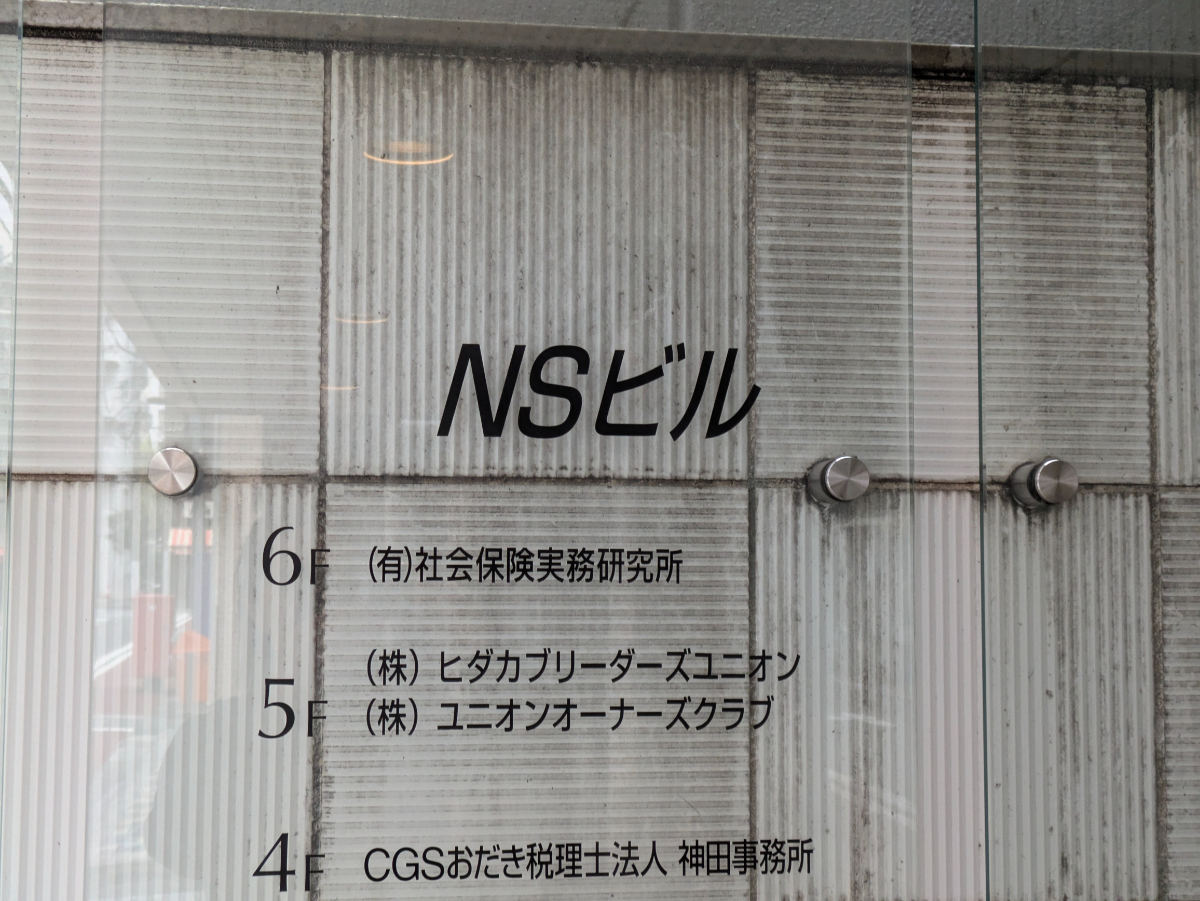 NSビル
6F (有)社会保険実務研究所
(株) ヒダカブリーダーズユニオン
5F (株) ユニオンオーナーズクラブ
4F CGSおだき税理士法人 神田事務所